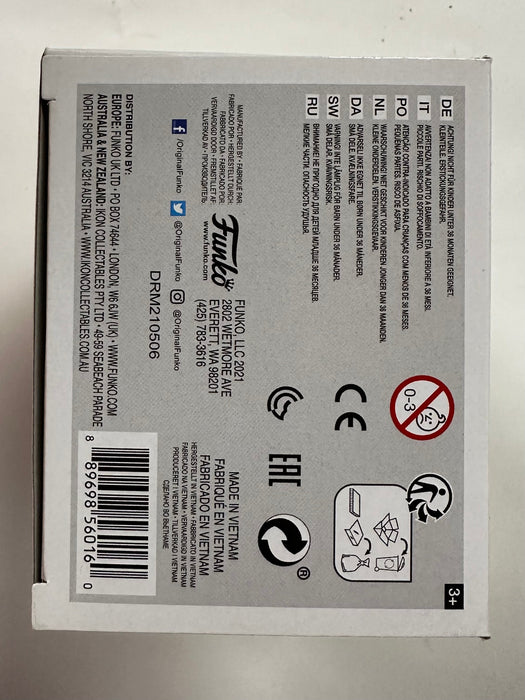 DE ACHTUNG! NICHT FÜR KINDER UNTER 36 MONATEN GEEIGNET.
KLEINTEILE. ERSTICKUNGSGEFAHR.
IT AVVERTENZA! NON ADATTO A BAMBINI DI ETÀ INFERIORE A 36 MESI.
PICCOLE PARTI. RISCHIO DI SOFFOCAMENTO.
PO ATENÇÃO! CONTRA-INDICADO PARA CRIANÇAS COM MENOS DE 36 MESES.
PEQUENAS PARTES. RISCO DE ASFIXIA.
NL WAARSCHUWING! NIET GESCHIKT VOOR KINDEREN JONGER DAN 36 MAANDEN.
KLEINE ONDERDELEN. VERSTIKKINGSGEVAAR.
DA ADVARSEL! IKKE EGNET TIL BØRN UNDER 36 MÅNEDER.
SMÅ DELE. KVÆLNINGSFARE.
SW VARNING! INTE LÄMPLIG FÖR BARN UNDER 36 MÅNADER.
SMÅ DELAR. KVÄVNINGSRISK.
RU ВНИМАНИЕ! НЕ ПРИГОДНО ДЛЯ ДЕТЕЙ МЛАДШЕ 36 МЕСЯЦЕВ.
МЕЛКИЕ ЧАСТИ. ОПАСНОСТЬ УДУШЬЯ.
0-3
3+
CE
EAC
®
MANUFACTURED BY • FABRIQUÉ PAR:
FABRICADO POR • HERGESTELLT DURCH:
FABBRICATO DA • FABRICADO POR:
VERVAARDIGD DOOR • FREMSTILLET AF:
TILLVERKAD AV • ПРОИЗВОДИТЕЛЬ:
Funko
www.funko.com
FUNKO, LLC 2021
2802 WETMORE AVE
EVERETT, WA 98201
(425) 783-3616
f /OriginalFunko @OriginalFunko @OriginalFunko
DRM210506
DISTRIBUTION BY:
EUROPE: FUNKO UK LTD • PO BOX 74644 • LONDON, W6 6JW (UK) • WWW.FUNKO.COM
AUSTRALIA & NEW ZEALAND: IKON COLLECTABLES PTY LTD • 49-59 SEABEACH PARADE
NORTH SHORE, VIC 3214 AUSTRALIA • WWW.IKONCOLLECTABLES.COM.AU
MADE IN VIETNAM
FABRIQUÉ EN VIETNAM
FABRICADO EN VIETNAM
HERGESTELLT IN VIETNAM • FABBRICATO IN VIETNAM
FABRICADO NA VIETNAM • VERVAARDIGD IN VIETNAM
PRODUCERET I VIETNAM • TILLVERKAD I VIETNAM
СДЕЛАНО ВО ВЬЕТНАМЕ
8 89698 56016 0